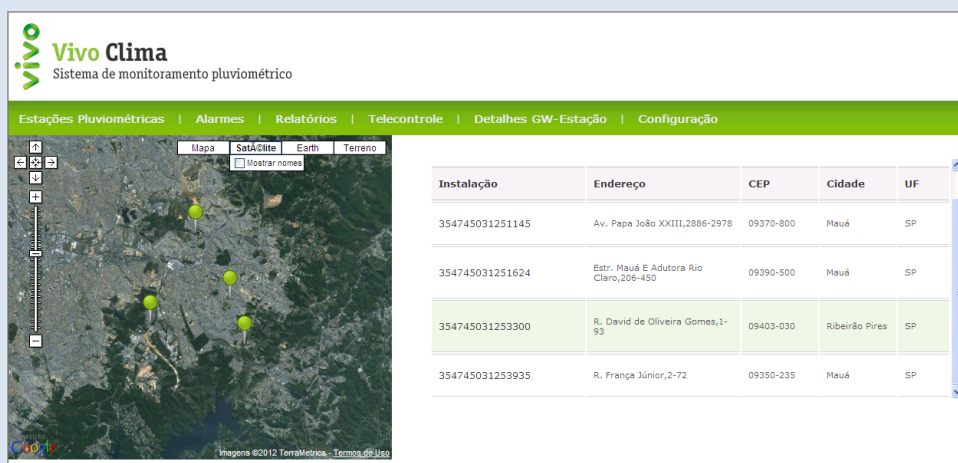 vivo
Vivo Clima
Sistema de monitoramento pluviométrico
Estações Pluviométricas | Alarmes | Relatórios | Telecontrole | Detalhes GW-Estação | Configuração
Mapa SatÃ©lite Earth Terreno
Mostrar nomes
Instalação Endereço CEP Cidade UF
354745031251145 Av. Papa João XXIII,2886-2978 09370-800 Mauá SP
354745031251624 Estr. Mauá E Adutora Rio
Claro,206-450 09390-500 Mauá SP
354745031253300 R. David de Oliveira Gomes,1-
93 09403-030 Ribeirão Pires SP
354745031253935 R. França Júnior,2-72 09350-235 Mauá SP
Google
Imagens ©2012 TerraMetrics - Termos de Uso